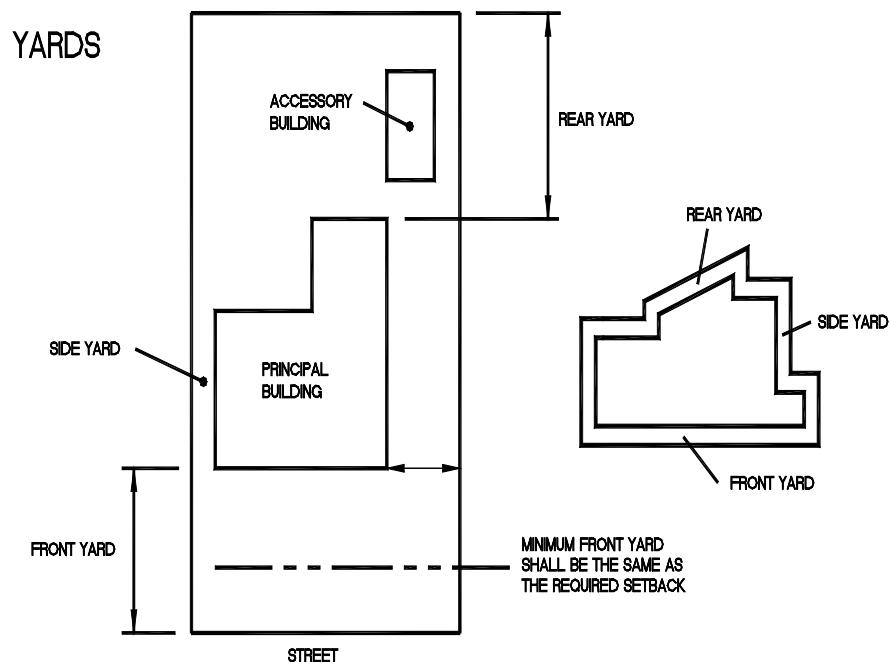 YARDS
ACCESSORY
BUILDING
REAR YARD
REAR YARD
SIDE YARD
SIDE YARD
PRINCIPAL
BUILDING
FRONT YARD
FRONT YARD
MINIMUM FRONT YARD
SHALL BE THE SAME AS
THE REQUIRED SETBACK
STREET